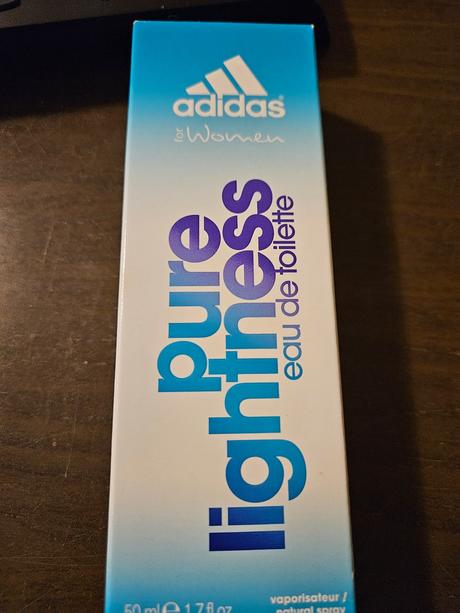 adidas®
for Women
pure
lightness
eau de toilette
50 ml ℮ 1.7 fl oz
vaporisateur /
natural spray